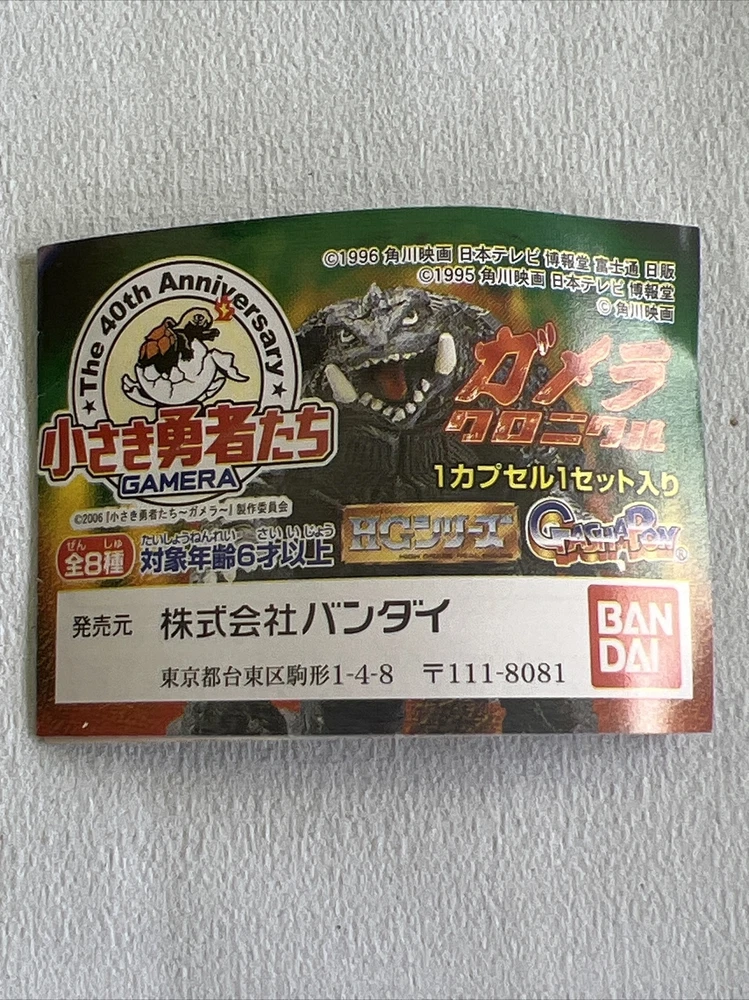 ©1996 角川映画 日本テレビ 博報堂 富士通 日販
©1995 角川映画 日本テレビ 博報堂
© 角川映画
★The 40th Anniversary★
小さき勇者たち
GAMERA
©2006『小さき勇者たち～ガメラ～』製作委員会
ガメラ
クロニクル
1カプセル1セット入り
ぜん しゅ
全8種
たいしょうねんれい さい いじょう
対象年齢6才以上
HGシリーズ
GASHAPON®
発売元 株式会社バンダイ
東京都台東区駒形1-4-8 〒111-8081
BAN
DAI